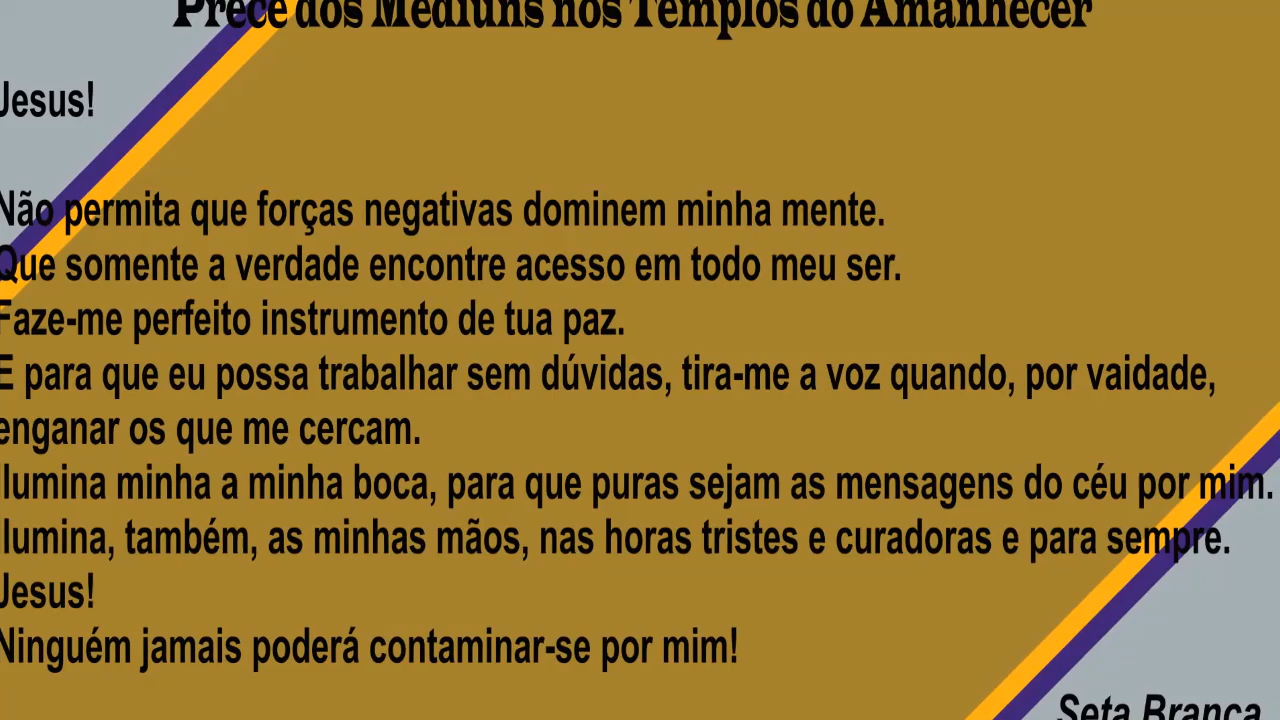 Prece dos Médiuns nos Templos do Amanhecer
Jesus!
Não permita que forças negativas dominem minha mente.
Que somente a verdade encontre acesso em todo meu ser.
Faze-me perfeito instrumento de tua paz.
E para que eu possa trabalhar sem dúvidas, tira-me a voz quando, por vaidade,
enganar os que me cercam.
Ilumina minha a minha boca, para que puras sejam as mensagens do céu por mim.
Ilumina, também, as minhas mãos, nas horas tristes e curadoras e para sempre.
Jesus!
Ninguém jamais poderá contaminar-se por mim!
Seta Branca